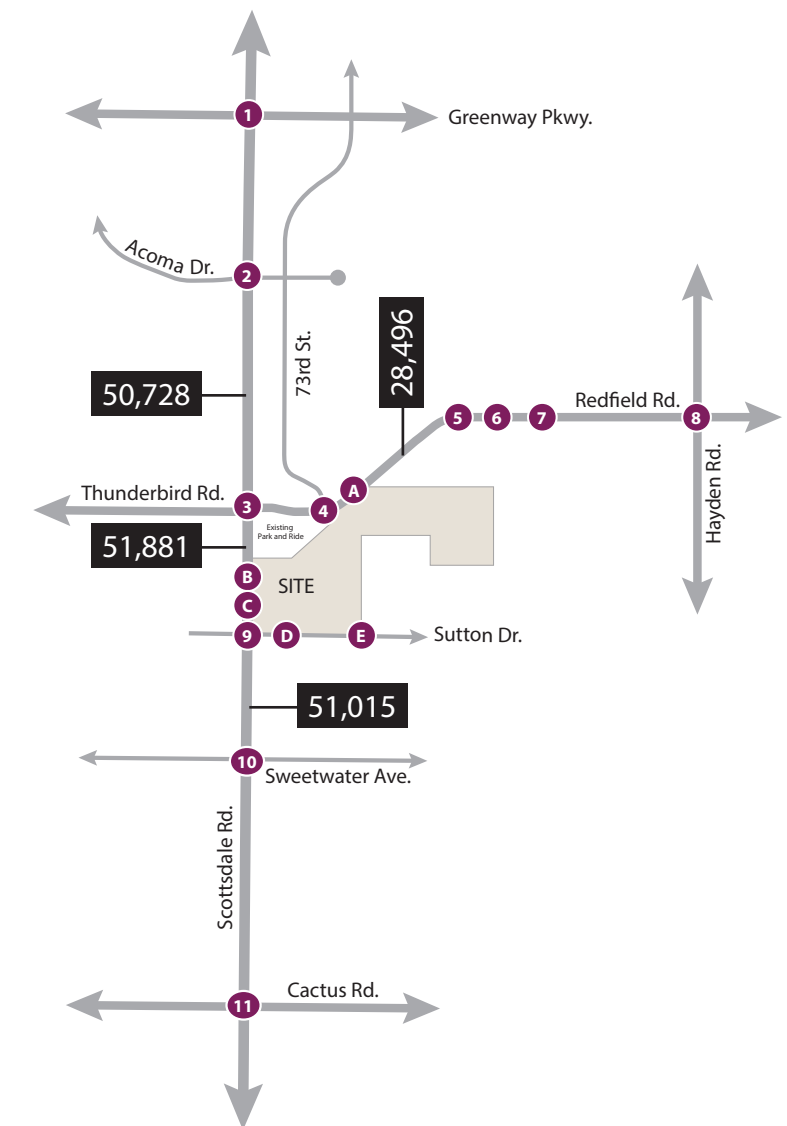 1
Greenway Pkwy.
Acoma Dr.
2
73rd St.
28,496
50,728
Redfield Rd.
5 6 7 8
Hayden Rd.
Thunderbird Rd.
3 4 A
Existing
Park and Ride
51,881
B
SITE
C
9 D E Sutton Dr.
51,015
10
Sweetwater Ave.
Scottsdale Rd.
Cactus Rd.
11